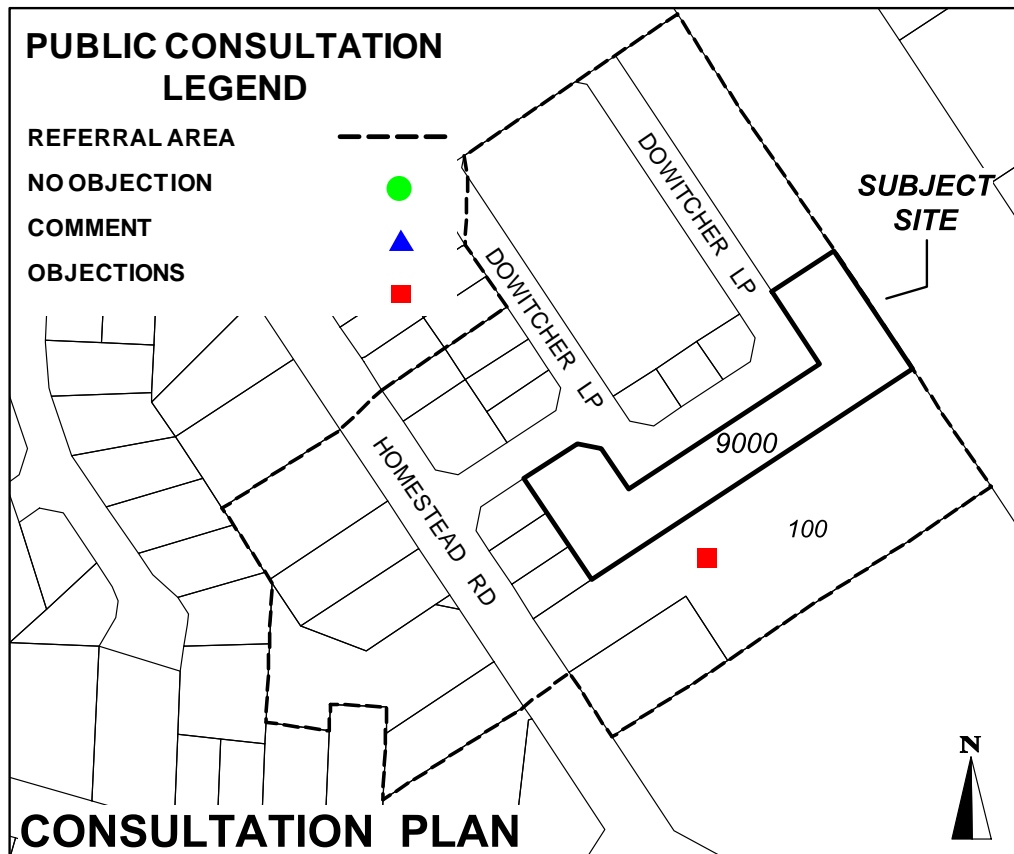 PUBLIC CONSULTATION
LEGEND
REFERRAL AREA
NO OBJECTION
COMMENT
OBJECTIONS
DOWITCHER LP
SUBJECT
SITE
DOWITCHER LP
HOMESTEAD RD
9000
100
N
CONSULTATION PLAN